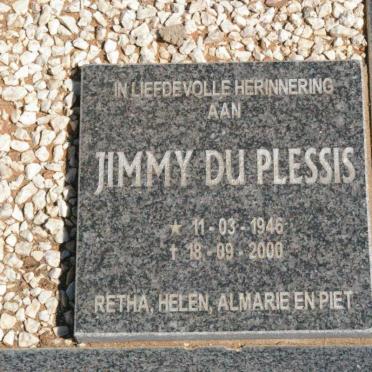 IN LIEFDEVOLLE HERINNERING
AAN
JIMMY DU PLESSIS
★ 11-03-1946
† 18-09-2000
RETHA, HELEN, ALMARIE EN PIET